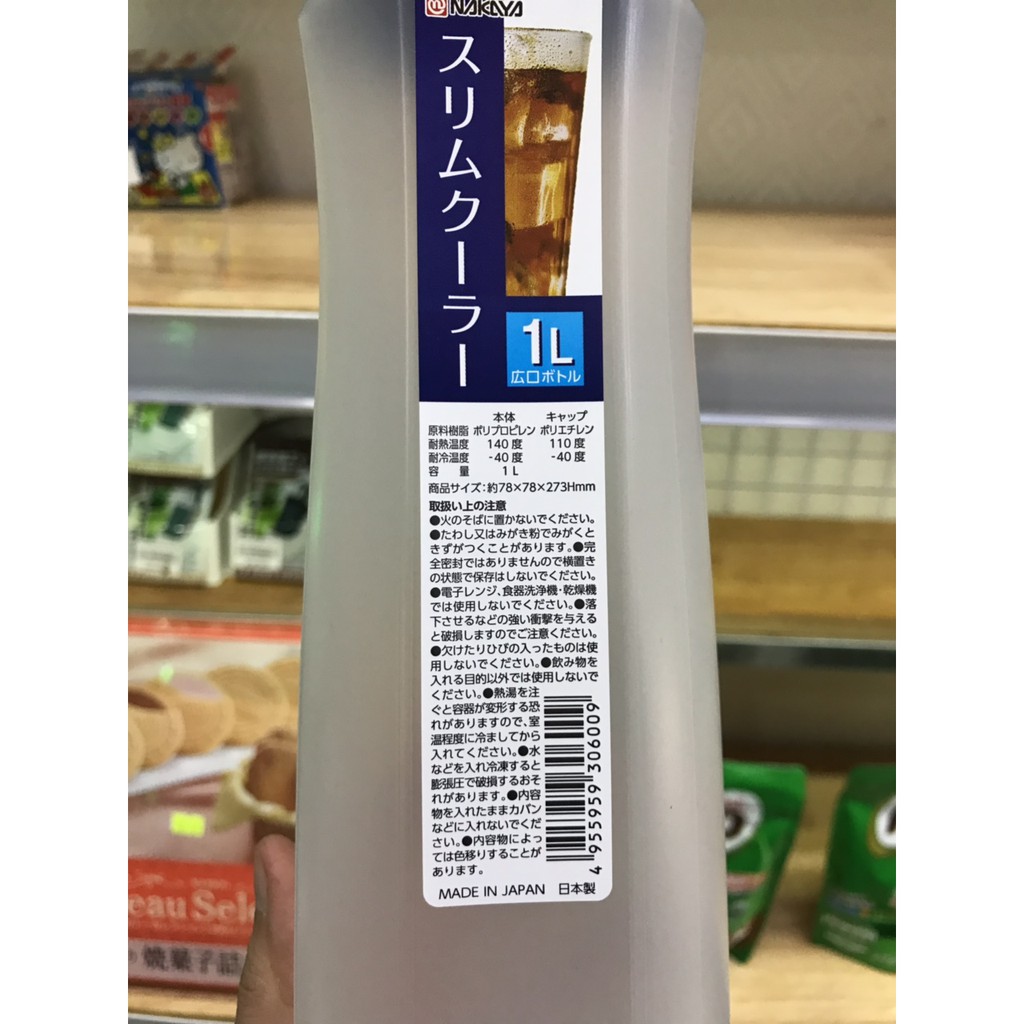 NAKAYA
スリムクーラー
1L
広口ボトル
本体 キャップ
原料樹脂 ポリプロピレン ポリエチレン
耐熱温度 140度 110度
耐冷温度 -40度 -40度
容 量 1L
商品サイズ:約78×78×273Hmm
取扱い上の注意
●火のそばに置かないでください。
●たわし又はみがき粉でみがくと
きずがつくことがあります。●完
全密封ではありませんので横置き
の状態で保存はしないでください。
●電子レンジ、食器洗浄機・乾燥機
では使用しないでください。●落
下させるなどの強い衝撃を与える
と破損しますのでご注意ください。
●欠けたりひびの入ったものは使
用しないでください。●飲み物を
入れる目的以外では使用しないで
ください。●熱湯を注
ぐと容器が変形する恐
れがありますので、室
温程度に冷ましてから
入れてください。●水
などを入れ冷凍すると
膨張圧で破損するおそ
れがあります。●内容
物を入れたままカバン
などに入れないでくだ
さい。●内容物によっ
ては色移りすることが
あります。
4 955959 306009
MADE IN JAPAN 日本製
eau Sele
焼菓子詰